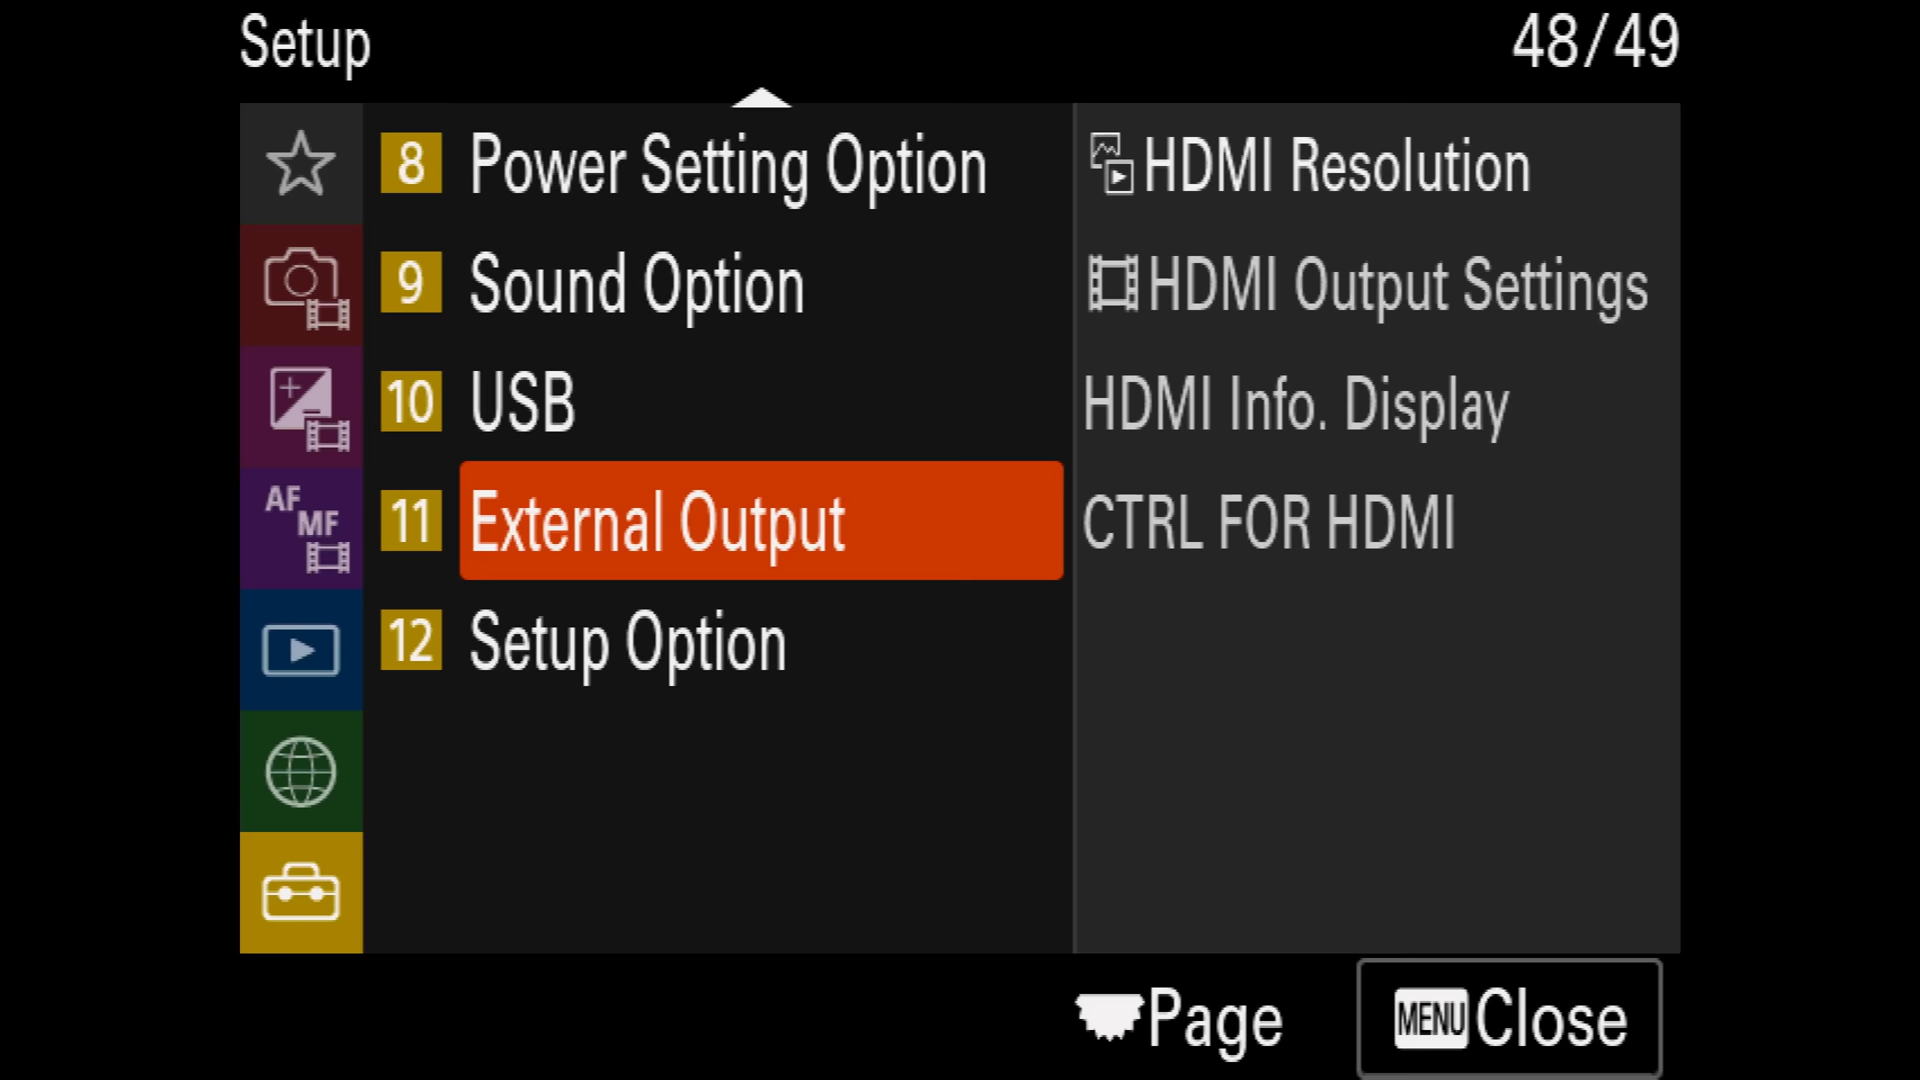 Setup
48/49
8 Power Setting Option
9 Sound Option
10 USB
11 External Output
12 Setup Option
AF
MF
HDMI Resolution
HDMI Output Settings
HDMI Info. Display
CTRL FOR HDMI
Page
MENU Close